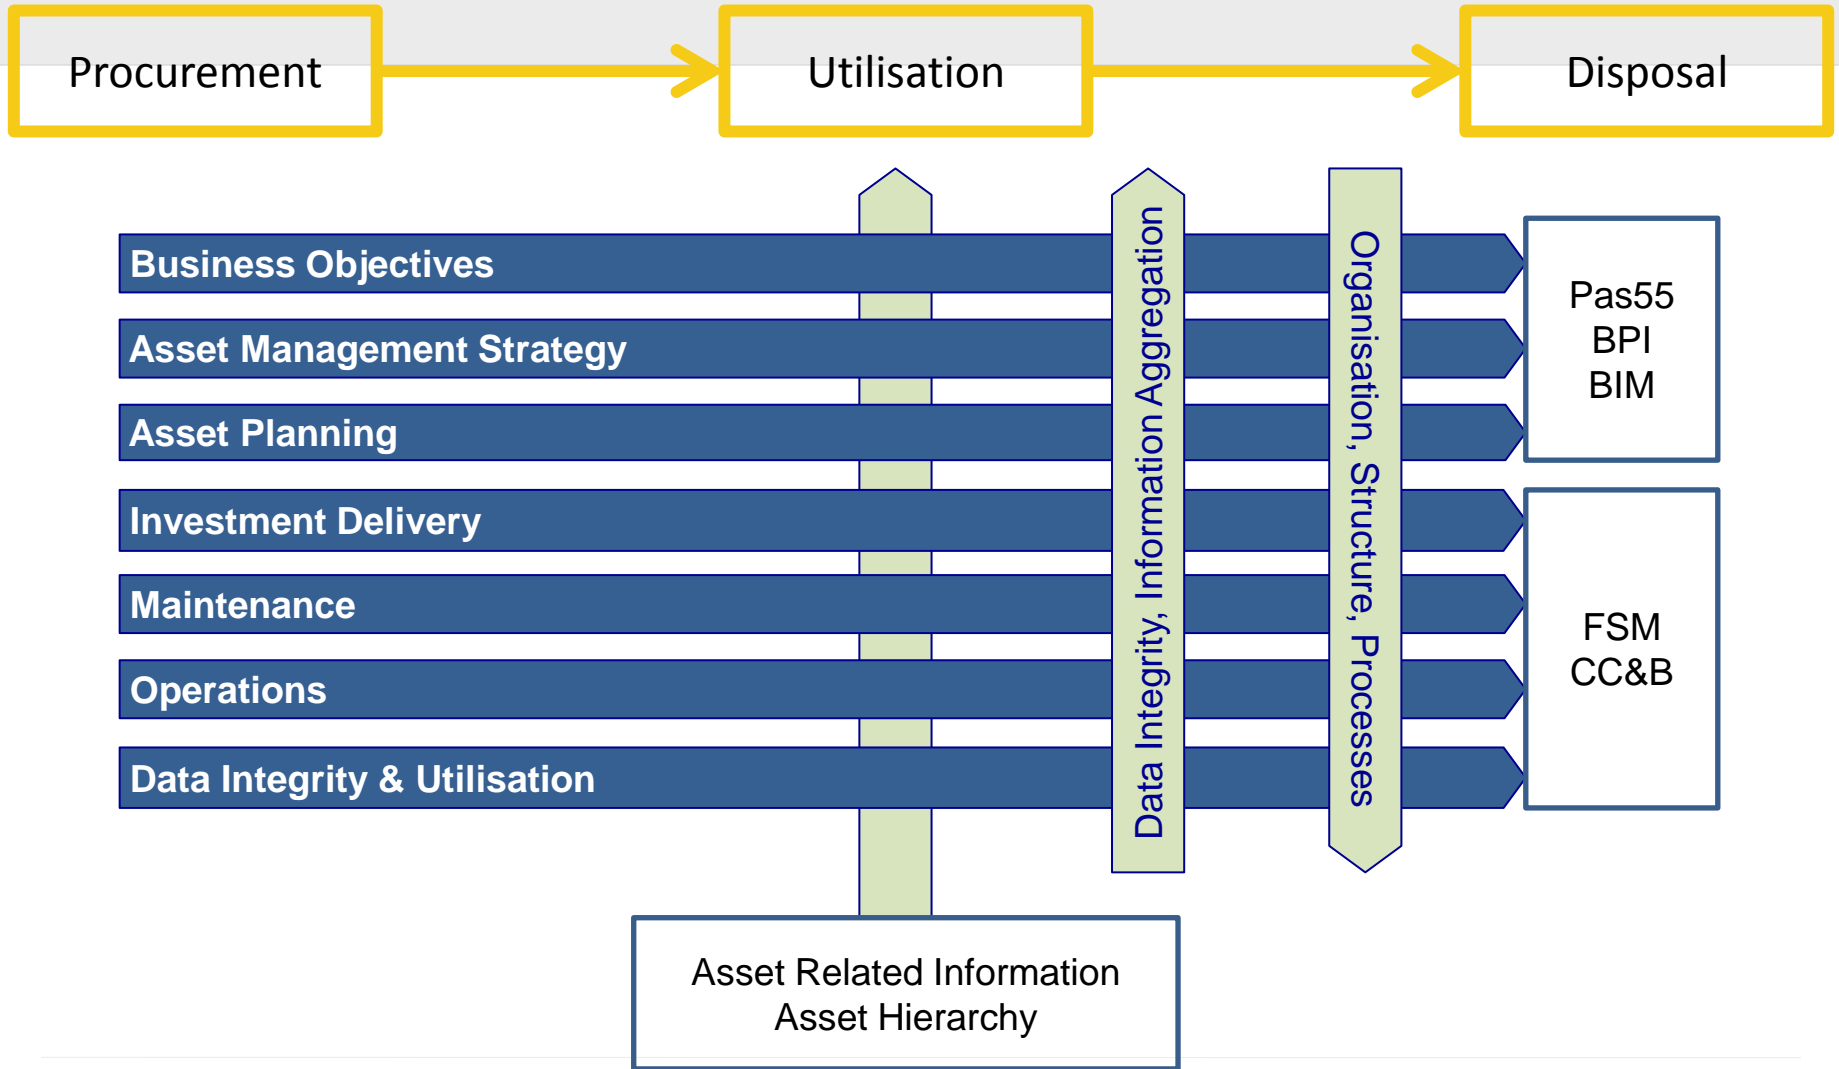 Procurement
Utilisation
Disposal
Business Objectives
Asset Management Strategy
Asset Planning
Investment Delivery
Maintenance
Operations
Data Integrity & Utilisation
Data Integrity, Information Aggregation
Organisation, Structure, Processes
Pas55
BPI
BIM
FSM
CC&B
Asset Related Information
Asset Hierarchy